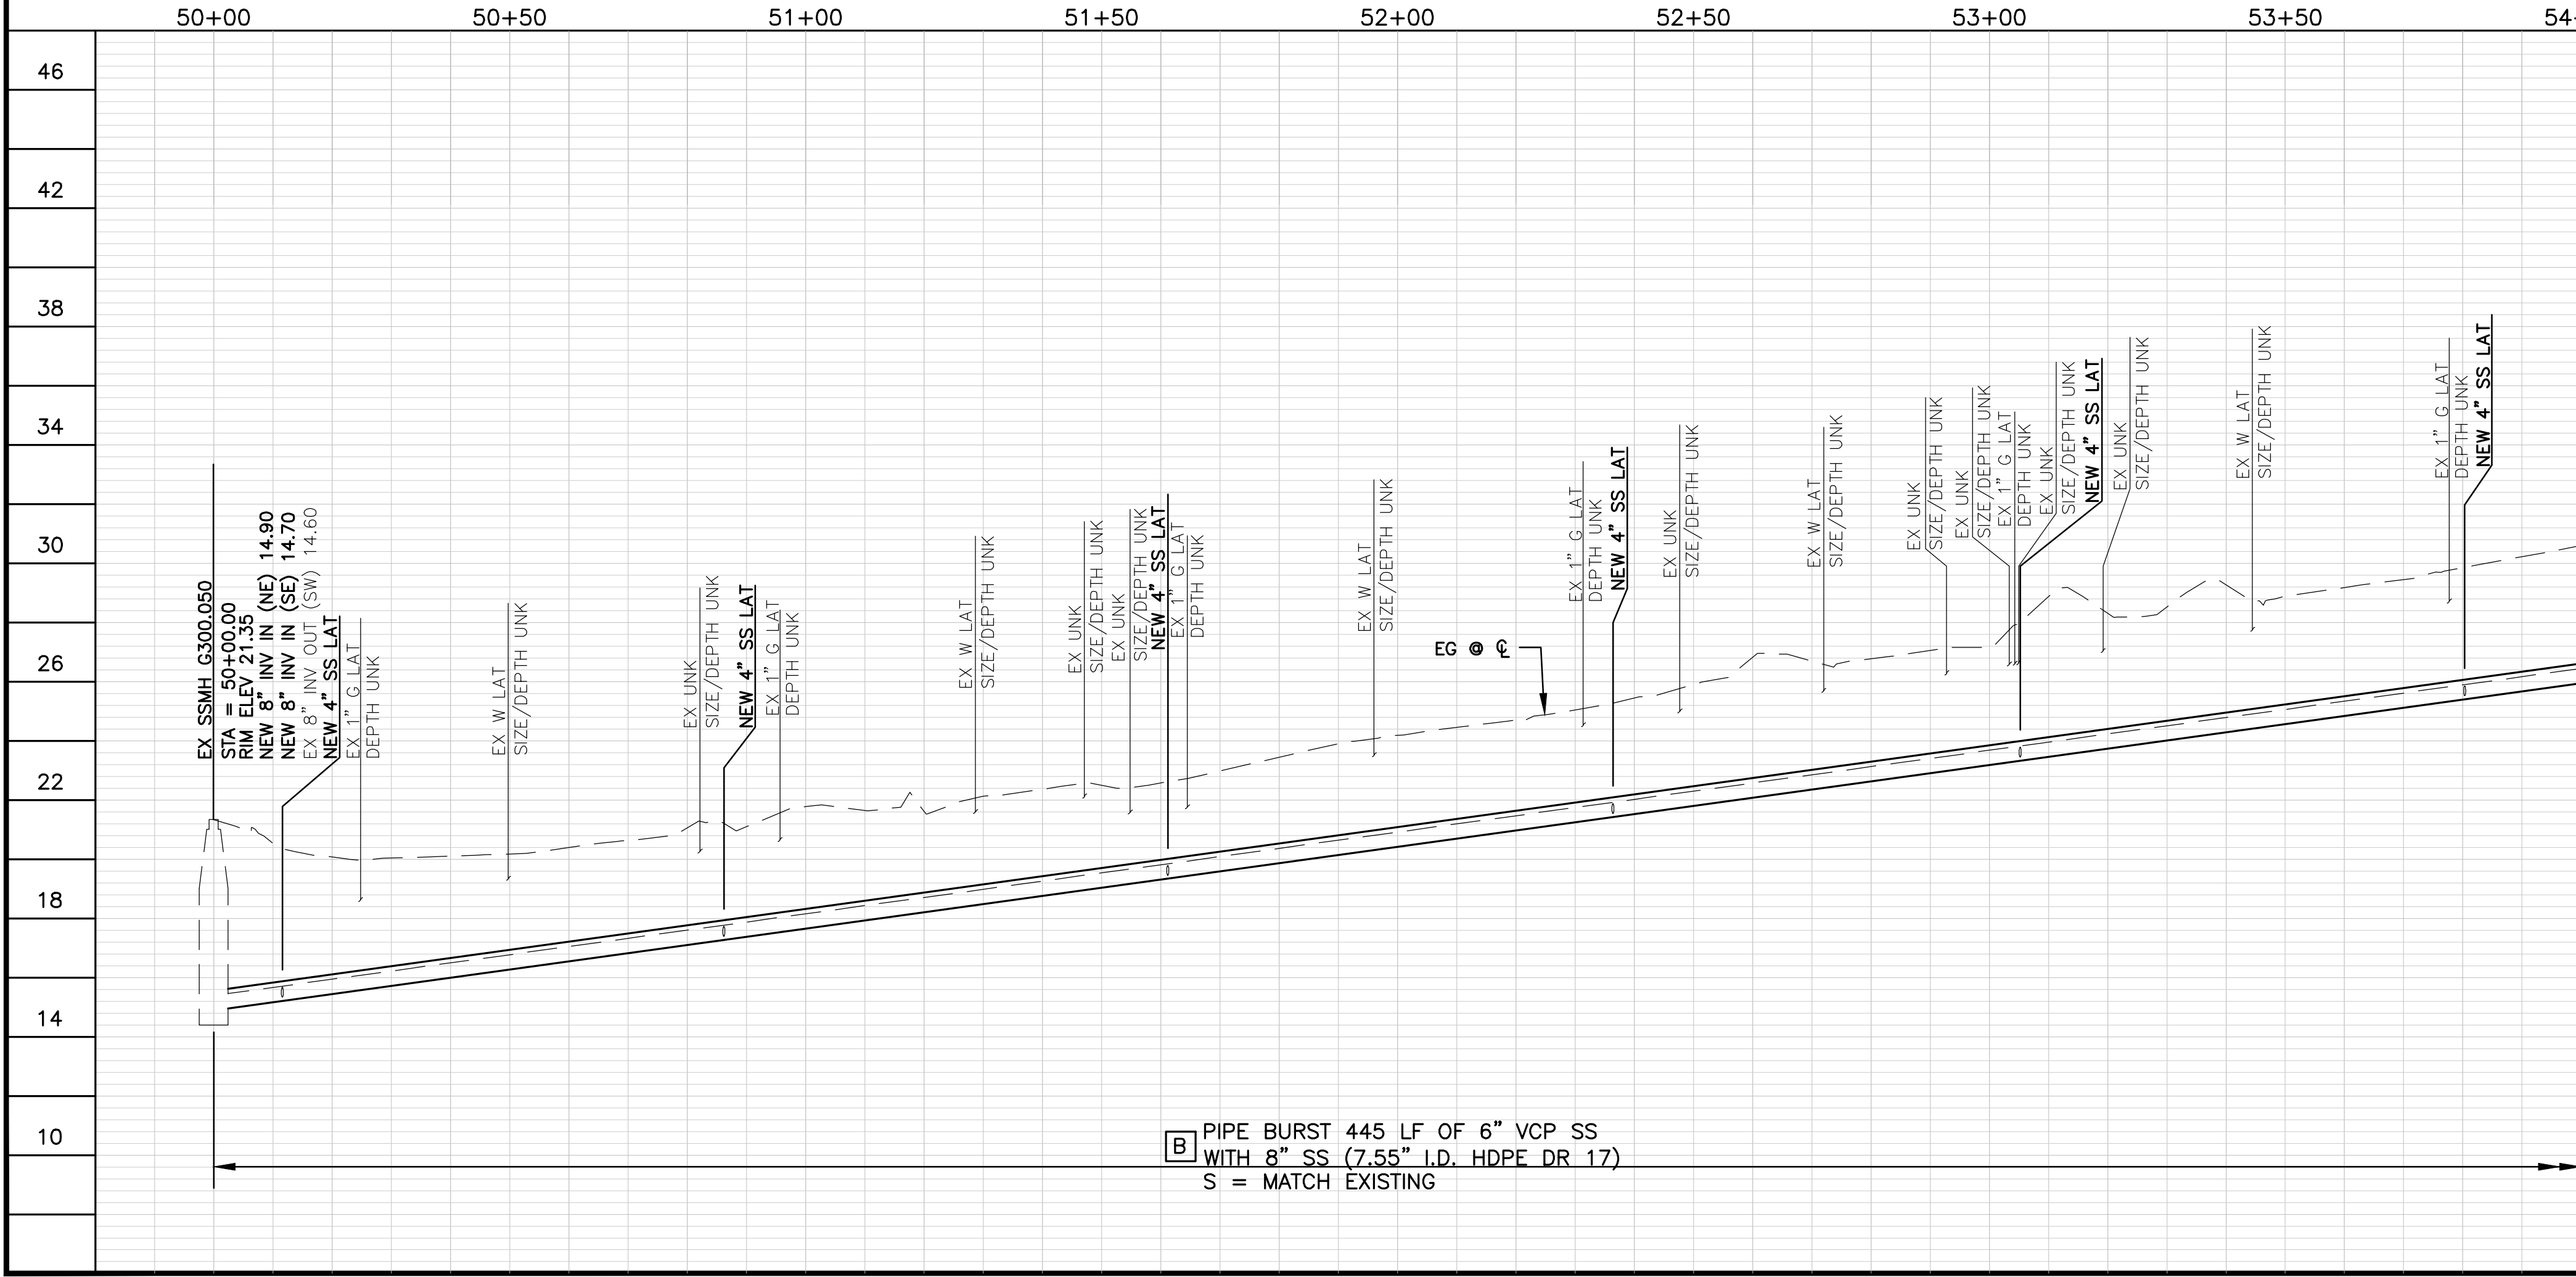 50+00 50+50 51+00 51+50 52+00 52+50 53+00 53+50
46
42
38
34
30
26
22
18
14
10
EX SSMH G300.050
STA = 50+00.00
RIM ELEV 21.35
NEW 8" INV IN (NE) 14.90
NEW 8" INV IN (SE) 14.70
EX 8" INV OUT (SW) 14.60
NEW 4" SS LAT
EX 1" G LAT
DEPTH UNK
EX W LAT
SIZE/DEPTH UNK
EX UNK
SIZE/DEPTH UNK
NEW 4" SS LAT
EX 1" G LAT
DEPTH UNK
EX W LAT
SIZE/DEPTH UNK
EX UNK
SIZE/DEPTH UNK
EX UNK
SIZE/DEPTH UNK
NEW 4" SS LAT
EX 1" G LAT
DEPTH UNK
EX W LAT
SIZE/DEPTH UNK
EG @ ℄
EX 1" G LAT
DEPTH UNK
NEW 4" SS LAT
EX UNK
SIZE/DEPTH UNK
EX W LAT
SIZE/DEPTH UNK
EX UNK
SIZE/DEPTH UNK
EX UNK
SIZE/DEPTH UNK
EX 1" G LAT
DEPTH UNK
EX UNK
SIZE/DEPTH UNK
NEW 4" SS LAT
EX UNK
SIZE/DEPTH UNK
EX W LAT
SIZE/DEPTH UNK
EX 1" G LAT
DEPTH UNK
NEW 4" SS LAT
B
PIPE BURST 445 LF OF 6" VCP SS
WITH 8" SS (7.55" I.D. HDPE DR 17)
S = MATCH EXISTING